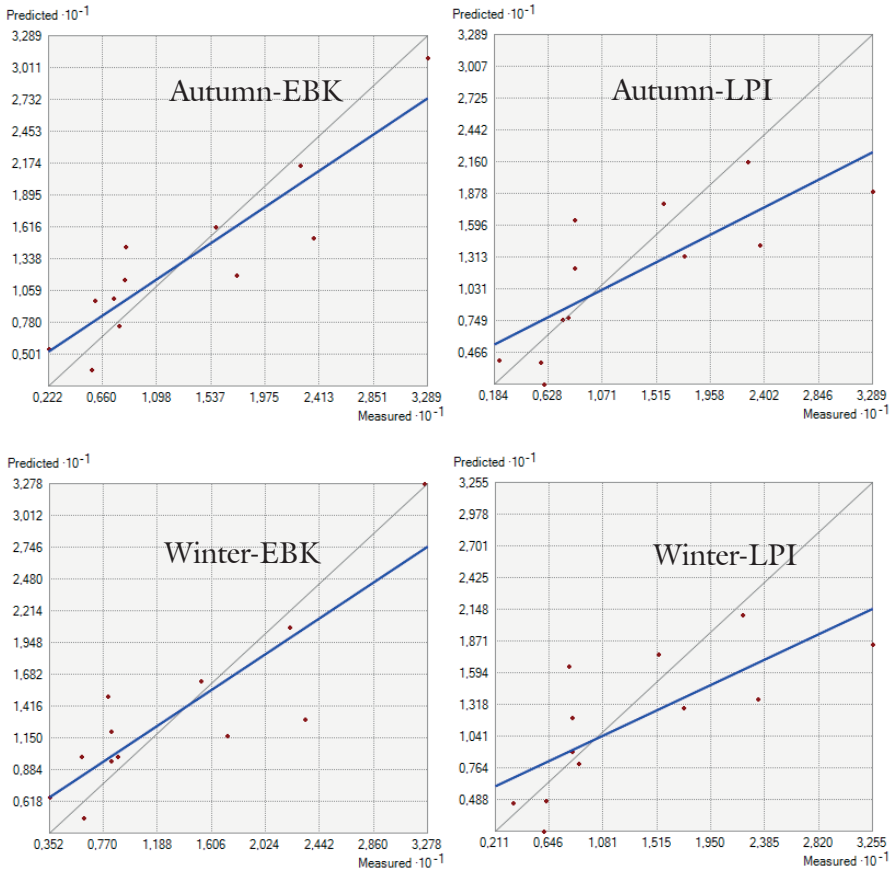 Predicted ·10⁻¹
3,289
3,011
2,732
2,453
2,174
1,895
1,616
1,338
1,059
0,780
0,501
Autumn-EBK
0,222 0,660 1,098 1,537 1,975 2,413 2,851 3,289
Measured ·10⁻¹
Predicted ·10⁻¹
3,289
3,007
2,725
2,442
2,160
1,878
1,596
1,313
1,031
0,749
0,466
Autumn-LPI
0,184 0,628 1,071 1,515 1,958 2,402 2,846 3,289
Measured ·10⁻¹
Predicted ·10⁻¹
3,278
3,012
2,746
2,480
2,214
1,948
1,682
1,416
1,150
0,884
0,618
Winter-EBK
0,352 0,770 1,188 1,606 2,024 2,442 2,860 3,278
Measured ·10⁻¹
Predicted ·10⁻¹
3,255
2,978
2,701
2,425
2,148
1,871
1,594
1,318
1,041
0,764
0,488
Winter-LPI
0,211 0,646 1,081 1,515 1,950 2,385 2,820 3,255
Measured ·10⁻¹